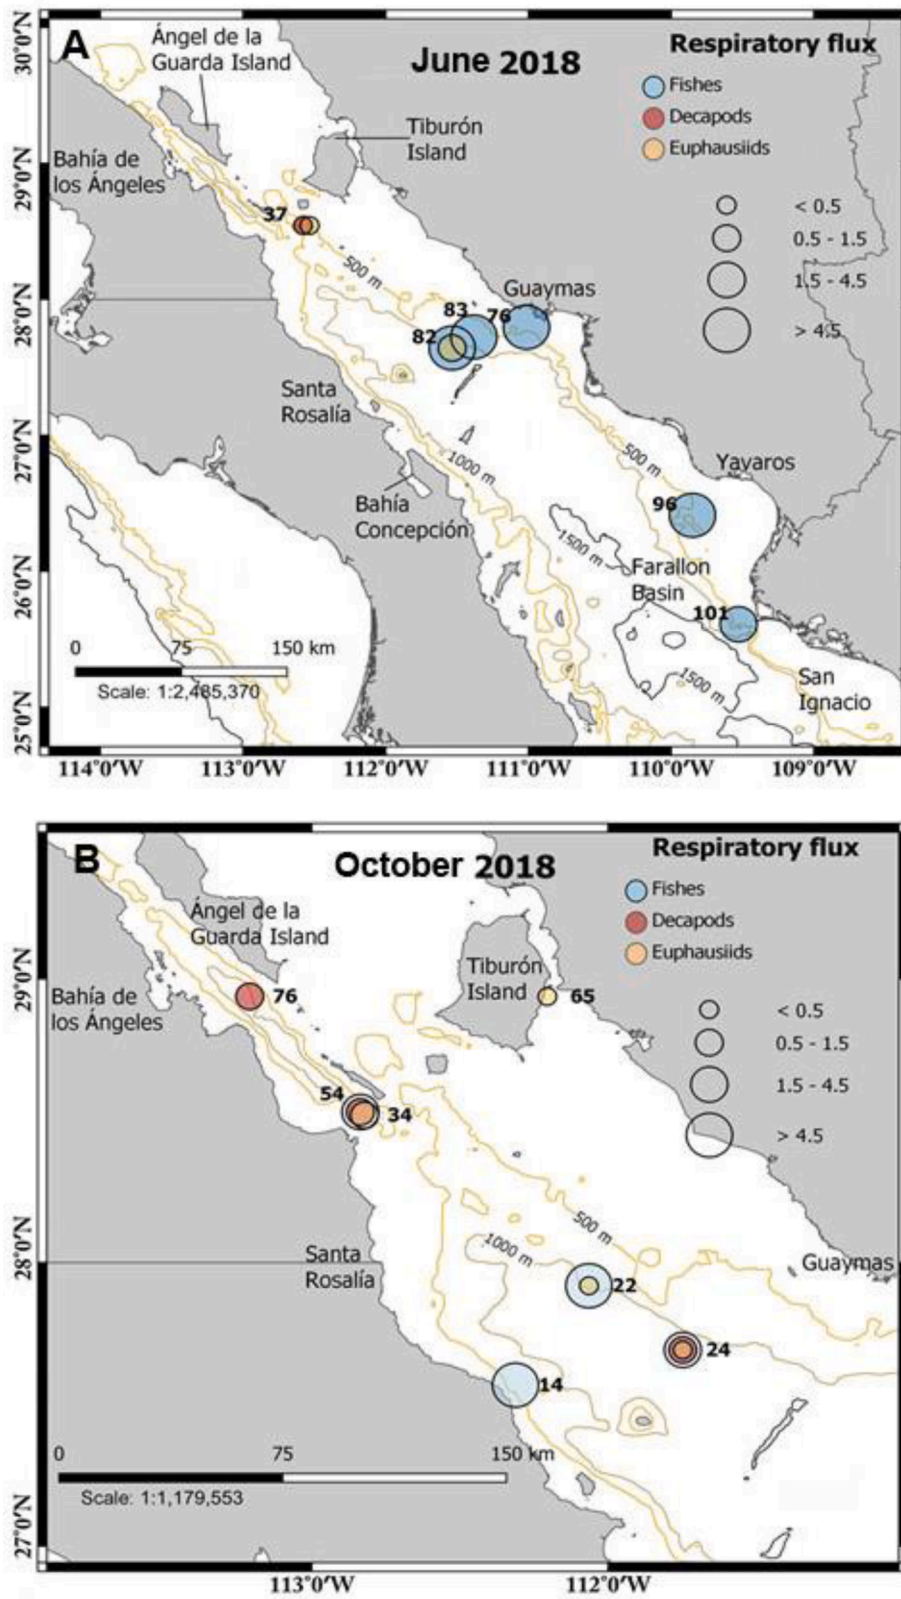 A
Ángel de la
Guarda Island
June 2018
Respiratory flux
Fishes
Decapods
Euphausiids
Tiburón
Island
Bahía de
los Ángeles
< 0.5
0.5 - 1.5
1.5 - 4.5
> 4.5
37
500 m
Guaymas
83
76
82
Santa
Rosalía
1000 m
500 m
Yavaros
Bahía
Concepción
96
1500 m
Farallon
Basin
101
0 75 150 km
Scale: 1:2,485,370
1500 m
San
Ignacio
30°0'N
29°0'N
28°0'N
27°0'N
26°0'N
25°0'N
114°0'W 113°0'W 112°0'W 111°0'W 110°0'W 109°0'W
B
October 2018
Respiratory flux
Fishes
Decapods
Euphausiids
Ángel de la
Guarda Island
Tiburón
Island
65
Bahía de
los Ángeles
76
< 0.5
0.5 - 1.5
1.5 - 4.5
> 4.5
54
34
500 m
1000 m
Santa
Rosalía
Guaymas
22
24
14
0 75 150 km
Scale: 1:1,179,553
29°0'N
28°0'N
27°0'N
113°0'W 112°0'W